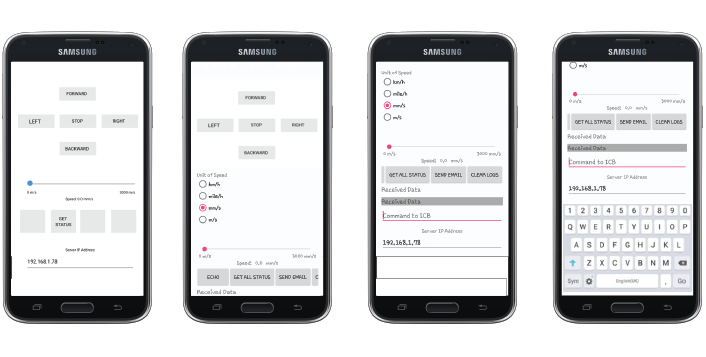 SAMSUNG
FORWARD
LEFT STOP RIGHT
BACKWARD
0 m/s 3000 mm/s
Speed: 0.0 mm/s
GET
STATUS
Server IP Address
192.168.1.78
SAMSUNG
FORWARD
LEFT STOP RIGHT
BACKWARD
Unit of Speed
km/h
mile/h
mm/s
m/s
0 m/s 3000 mm/s
Speed: 0.0 mm/s
ECHO GET ALL STATUS SEND EMAIL C
Received Data
SAMSUNG
Unit of Speed
km/h
mile/h
mm/s
m/s
0 m/s 3000 mm/s
Speed: 0.0 mm/s
GET ALL STATUS SEND EMAIL CLEAR LOGS
Received Data
Received Data
Command to ICB
Server IP Address
192.168.1.78
SAMSUNG
m/s
0 m/s 3000 mm/s
Speed: 0.0 mm/s
GET ALL STATUS SEND EMAIL CLEAR LOGS
Received Data
Received Data
Command to ICB
Server IP Address
192.168.1.78
1 2 3 4 5 6 7 8 9 0
Q W E R T Y U I O P
A S D F G H J K L
Z X C V B N M
Sym English(UK) . Go